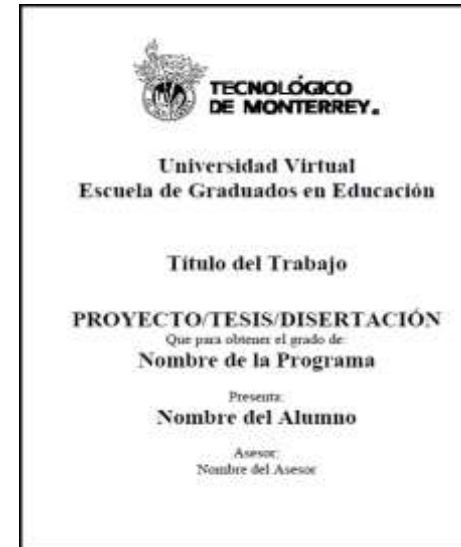 TECNOLÓGICO
DE MONTERREY.
Universidad Virtual
Escuela de Graduados en Educación
Título del Trabajo
PROYECTO/TESIS/DISERTACIÓN
Que para obtener el grado de:
Nombre de la Programa
Presenta:
Nombre del Alumno
Asesor:
Nombre del Asesor